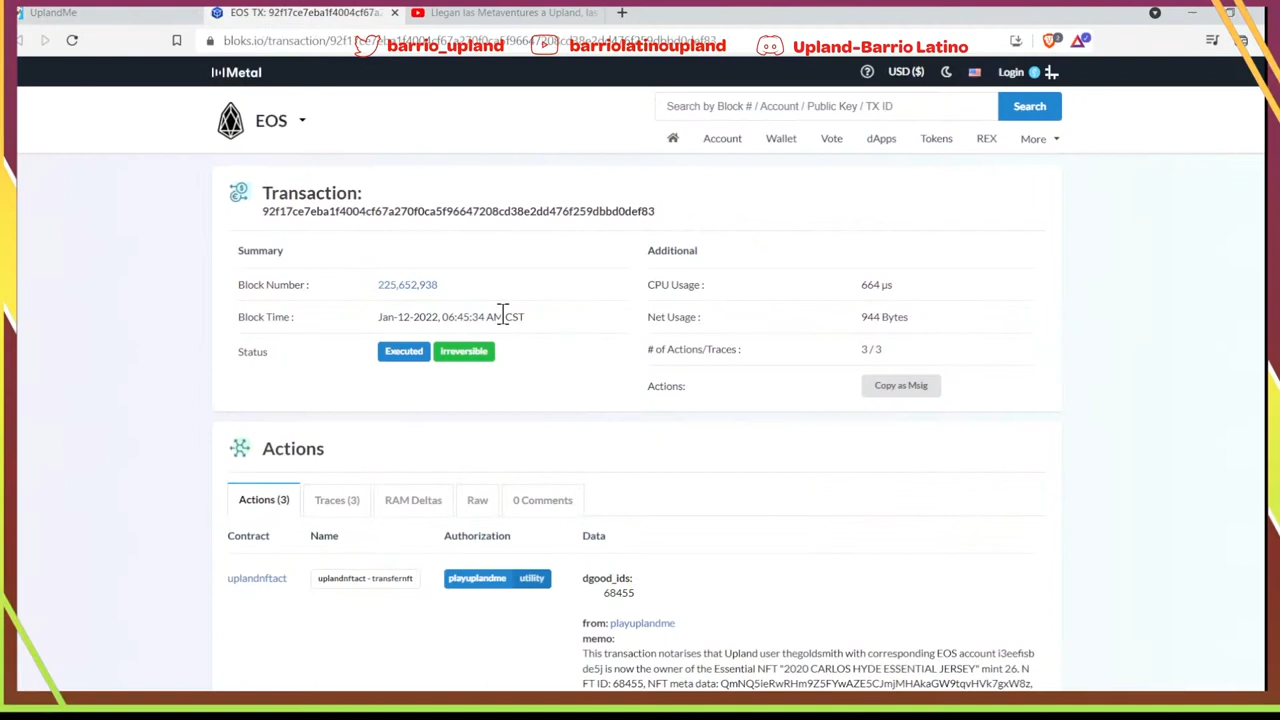 UplandMe
EOS TX: 92f17ce7eba1f4004cf67a.
Llegan las Metaventures a Upland, las
bloks.io/transaction/92f17ce7eba1f4004cf67a270f0ca5f96647208cd38e2dd476f259dbbd0def83
barrio_upland
barriolatinoupland
Upland-Barrio Latino
Metal
USD ($)
Login
EOS
Search by Block # / Account / Public Key / TX ID
Search
Account
Wallet
Vote
dApps
Tokens
REX
More
Transaction:
92f17ce7eba1f4004cf67a270f0ca5f96647208cd38e2dd476f259dbbd0def83
Summary
Additional
Block Number :
225,652,938
CPU Usage :
664 µs
Block Time :
Jan-12-2022, 06:45:34 AM CST
Net Usage :
944 Bytes
Status
Executed
Irreversible
# of Actions/Traces :
3 / 3
Actions:
Copy as Msig
Actions
Actions (3)
Traces (3)
RAM Deltas
Raw
0 Comments
Contract
Name
Authorization
Data
uplandnftact
uplandnftact - transfernft
playuplandme
utility
dgood_ids:
68455
from: playuplandme
memo:
This transaction notarises that Upland user thegoldsmith with corresponding EOS account i3eefisb
de5j is now the owner of the Essential NFT "2020 CARLOS HYDE ESSENTIAL JERSEY" mint 26. N
FT ID: 68455, NFT meta data: QmNQ5ieRwRHm9Z5FYwAZE5CJmjMHAkaGW9tqvHVk7gxW8z,